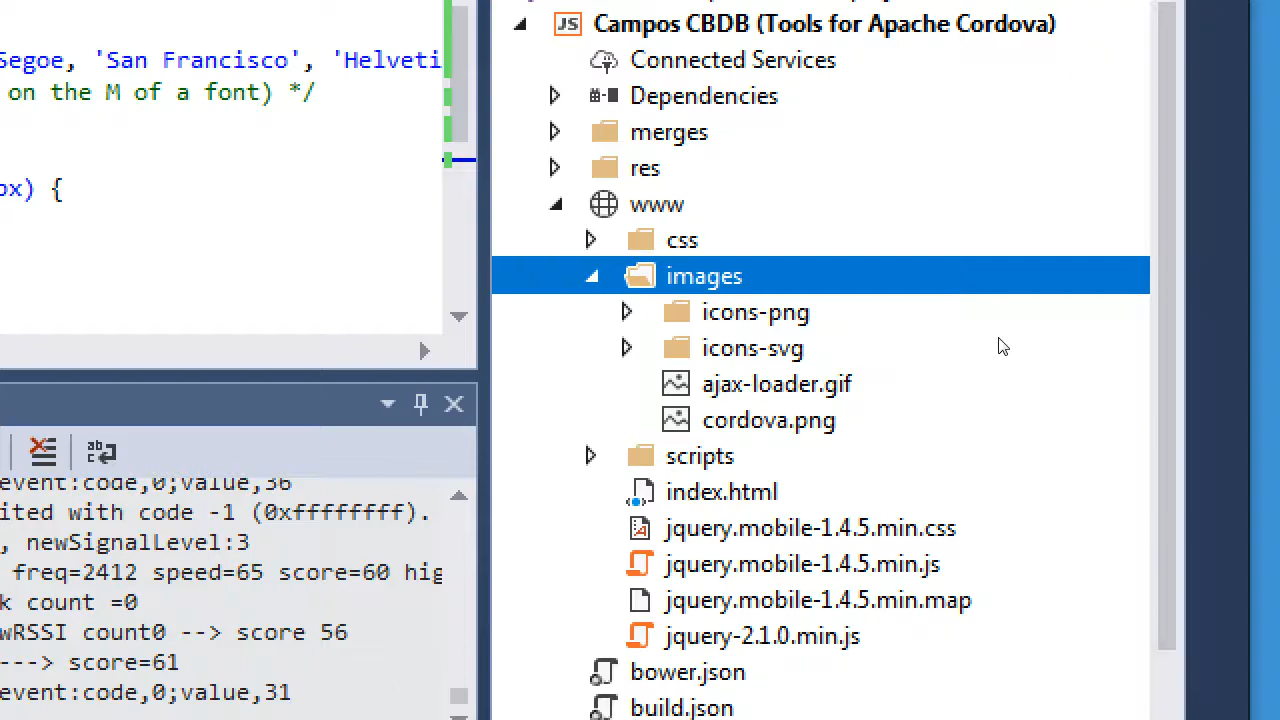 Segoe, 'San Francisco', 'Helveti
on the M of a font) */
ox) {
event:code,0;value,36
ited with code -1 (0xffffffff).
, newSignalLevel:3
freq=2412 speed=65 score=60 hig
k count =0
wRSSI count0 --> score 56
---> score=61
event:code,0;value,31
JS Campos CBDB (Tools for Apache Cordova)
Connected Services
Dependencies
merges
res
www
css
images
icons-png
icons-svg
ajax-loader.gif
cordova.png
scripts
index.html
jquery.mobile-1.4.5.min.css
jquery.mobile-1.4.5.min.js
jquery.mobile-1.4.5.min.map
jquery-2.1.0.min.js
bower.json
build.json